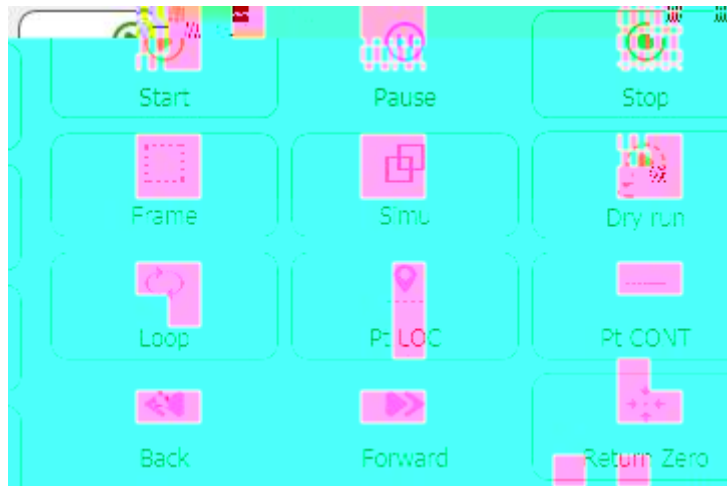 Start Pause Stop
Frame Simu Dry run
Loop Pt LOC Pt CONT
Back Forward Return Zero